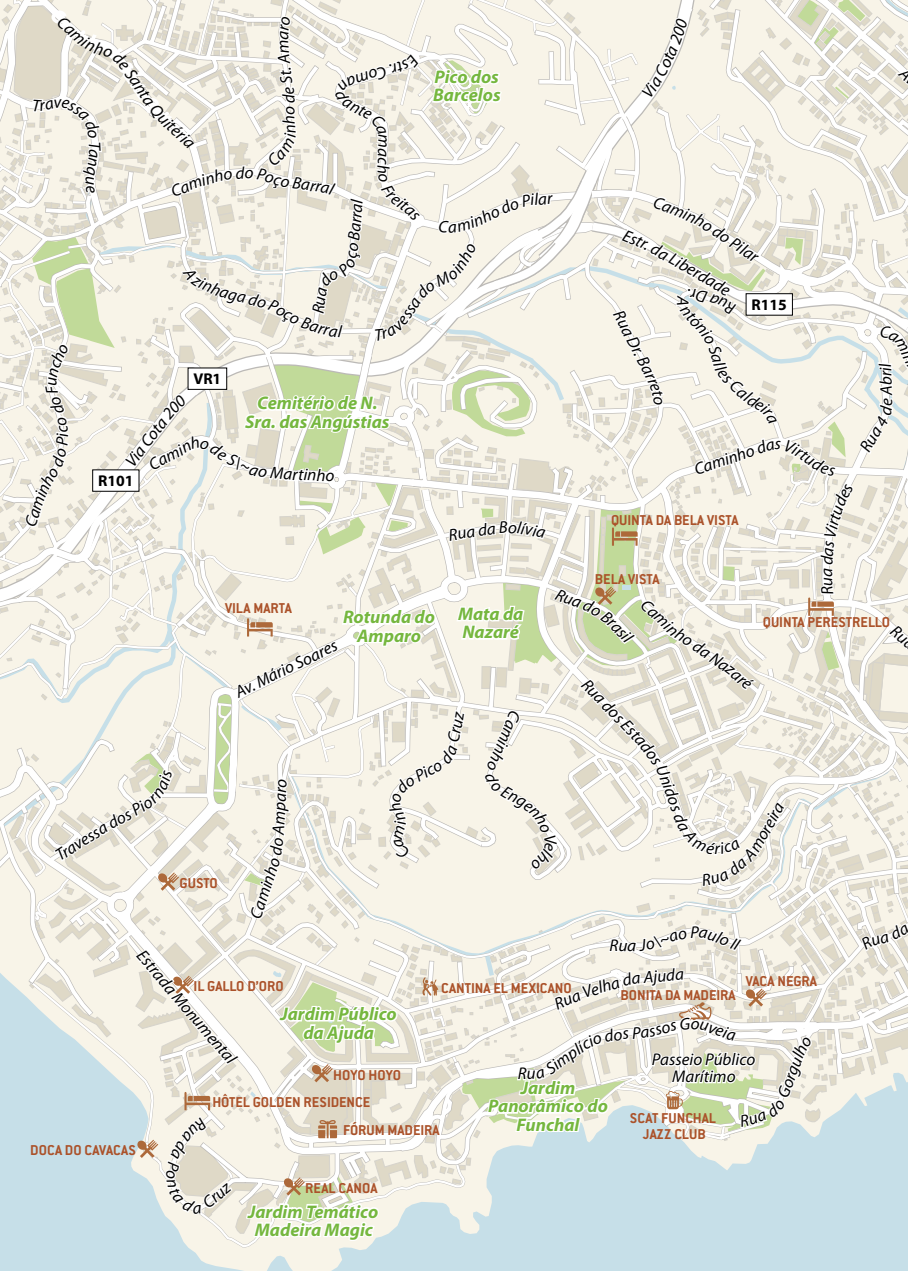 Via Cota 200
Caminho de Santa Quitéria
Caminho de St. Amaro
Estr. Coman
dante Camacho Freitas
Pico dos
Barcelos
Travessa do Tanque
Caminho do Poço Barral
Caminho do Pilar
Caminho do Pilar
Rua do Poço Barral
Travessa do Moinho
Estr. da Liberdade
Rua Dr.
António Salles Caldeira
R115
Azinhaga do Poço Barral
Rua Dr. Barreto
Camin
VR1
Caminho do Pico do Funcho
Via Cota 200
Cemitério de N.
Sra. das Angústias
Rua 4 de Abril
R101
Caminho de S\~ao Martinho
Caminho das Virtudes
Rua das Virtudes
Rua da Bolívia
QUINTA DA BELA VISTA
BELA VISTA
VILA MARTA
Rotunda do
Amparo
Mata da
Nazaré
Rua do Brasil
Caminho da Nazaré
QUINTA PERESTRELLO
Rua
Av. Mário Soares
Rua dos Estados Unidos da América
Caminho do Pico da Cruz
Caminho do Engenho Velho
Travessa dos Piornais
Caminho do Amparo
Rua da Amoreira
GUSTO
Rua Jo\~ao Paulo II
Rua da
Estrada Monumental
IL GALLO D'ORO
CANTINA EL MEXICANO
Rua Velha da Ajuda
VACA NEGRA
BONITA DA MADEIRA
Jardim Público
da Ajuda
Rua Simplício dos Passos Gouveia
HOYO HOYO
Passeio Público
Marítimo
Rua do Gorgulho
Jardim
Panorâmico do
Funchal
HÔTEL GOLDEN RESIDENCE
SCAT FUNCHAL
JAZZ CLUB
FÓRUM MADEIRA
DOCA DO CAVACAS
Rua da Ponta da Cruz
REAL CANOA
Jardim Temático
Madeira Magic